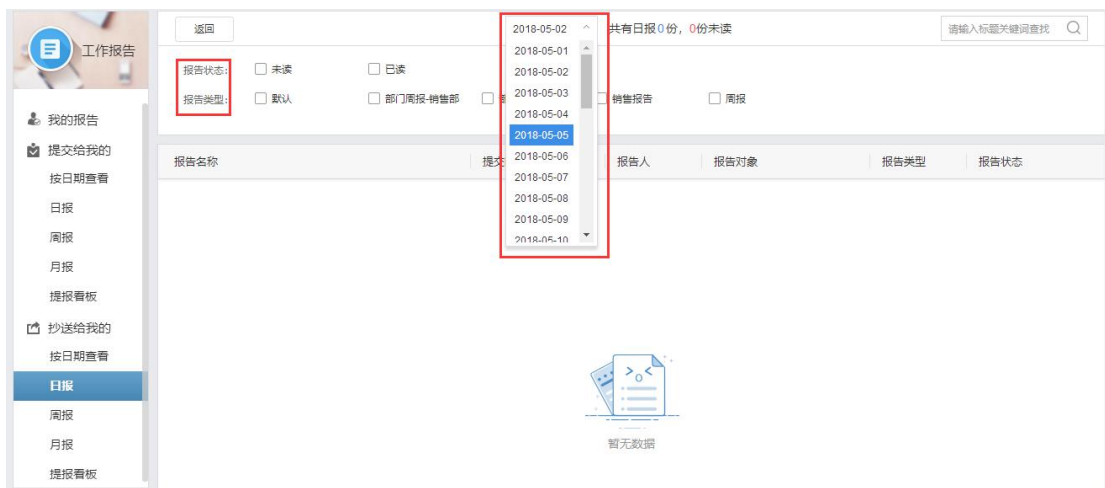 工作报告
返回
2018-05-02
共有日报0份，0份未读
请输入标题关键词查找
报告状态：
未读
已读
报告类型：
默认
部门周报-销售部
销售报告
周报
2018-05-01
2018-05-02
2018-05-03
2018-05-04
2018-05-05
2018-05-06
2018-05-07
2018-05-08
2018-05-09
2018-05-10
报告名称
提交
报告人
报告对象
报告类型
报告状态
我的报告
提交给我的
按日期查看
日报
周报
月报
提报看板
抄送给我的
按日期查看
日报
周报
月报
提报看板
暂无数据